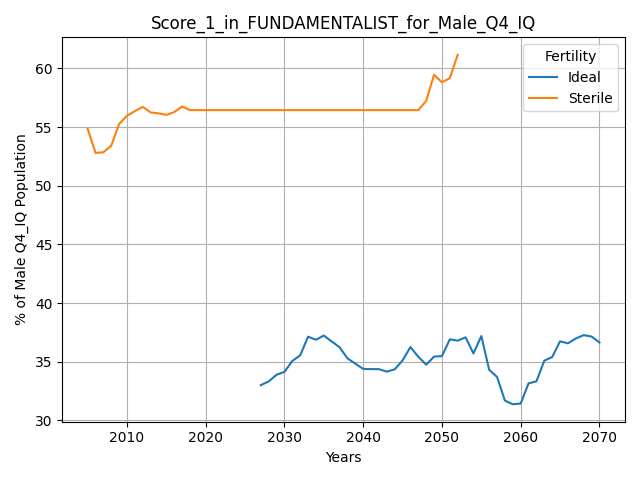 Score_1_in_FUNDAMENTALIST_for_Male_Q4_IQ
% of Male Q4_IQ Population
60
55
50
45
40
35
30
Fertility
Ideal
Sterile
2010 2020 2030 2040 2050 2060 2070
Years